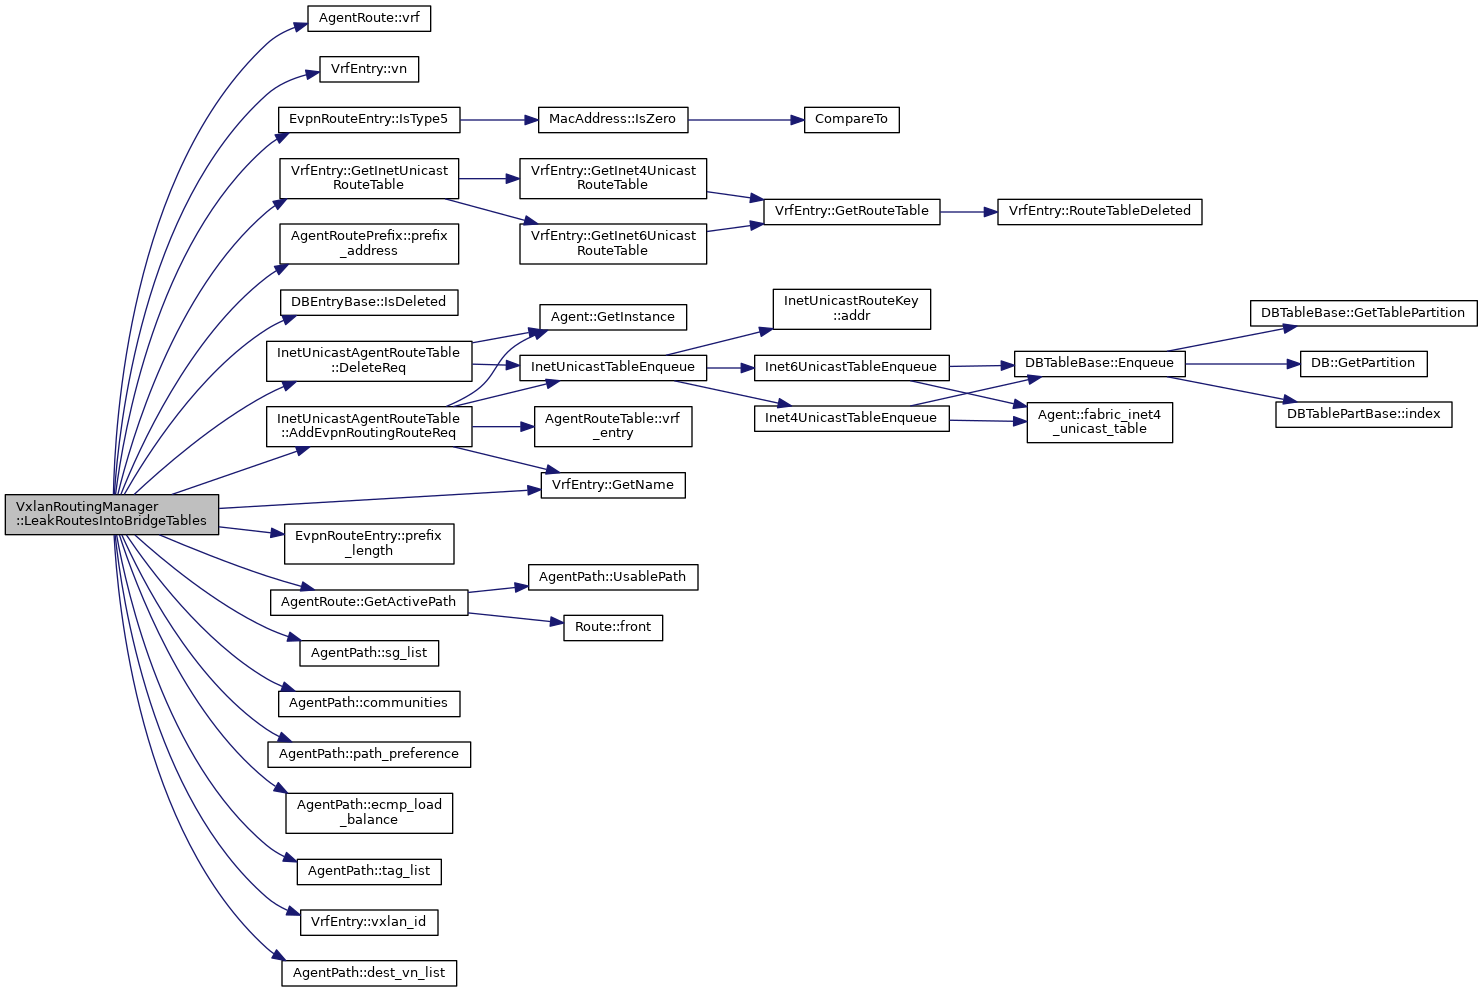 AgentRoute::vrf
VrfEntry::vn
EvpnRouteEntry::IsType5
MacAddress::IsZero
CompareTo
VrfEntry::GetInetUnicast
RouteTable
VrfEntry::GetInet4Unicast
RouteTable
VrfEntry::GetRouteTable
VrfEntry::RouteTableDeleted
VrfEntry::GetInet6Unicast
RouteTable
AgentRoutePrefix::prefix
_address
DBEntryBase::IsDeleted
Agent::GetInstance
InetUnicastRouteKey
::addr
DBTableBase::GetTablePartition
InetUnicastAgentRouteTable
::DeleteReq
InetUnicastTableEnqueue
Inet6UnicastTableEnqueue
DBTableBase::Enqueue
DB::GetPartition
InetUnicastAgentRouteTable
::AddEvpnRoutingRouteReq
AgentRouteTable::vrf
_entry
Inet4UnicastTableEnqueue
Agent::fabric_inet4
_unicast_table
DBTablePartBase::index
VrfEntry::GetName
VxlanRoutingManager
::LeakRoutesIntoBridgeTables
EvpnRouteEntry::prefix
_length
AgentRoute::GetActivePath
AgentPath::UsablePath
Route::front
AgentPath::sg_list
AgentPath::communities
AgentPath::path_preference
AgentPath::ecmp_load
_balance
AgentPath::tag_list
VrfEntry::vxlan_id
AgentPath::dest_vn_list